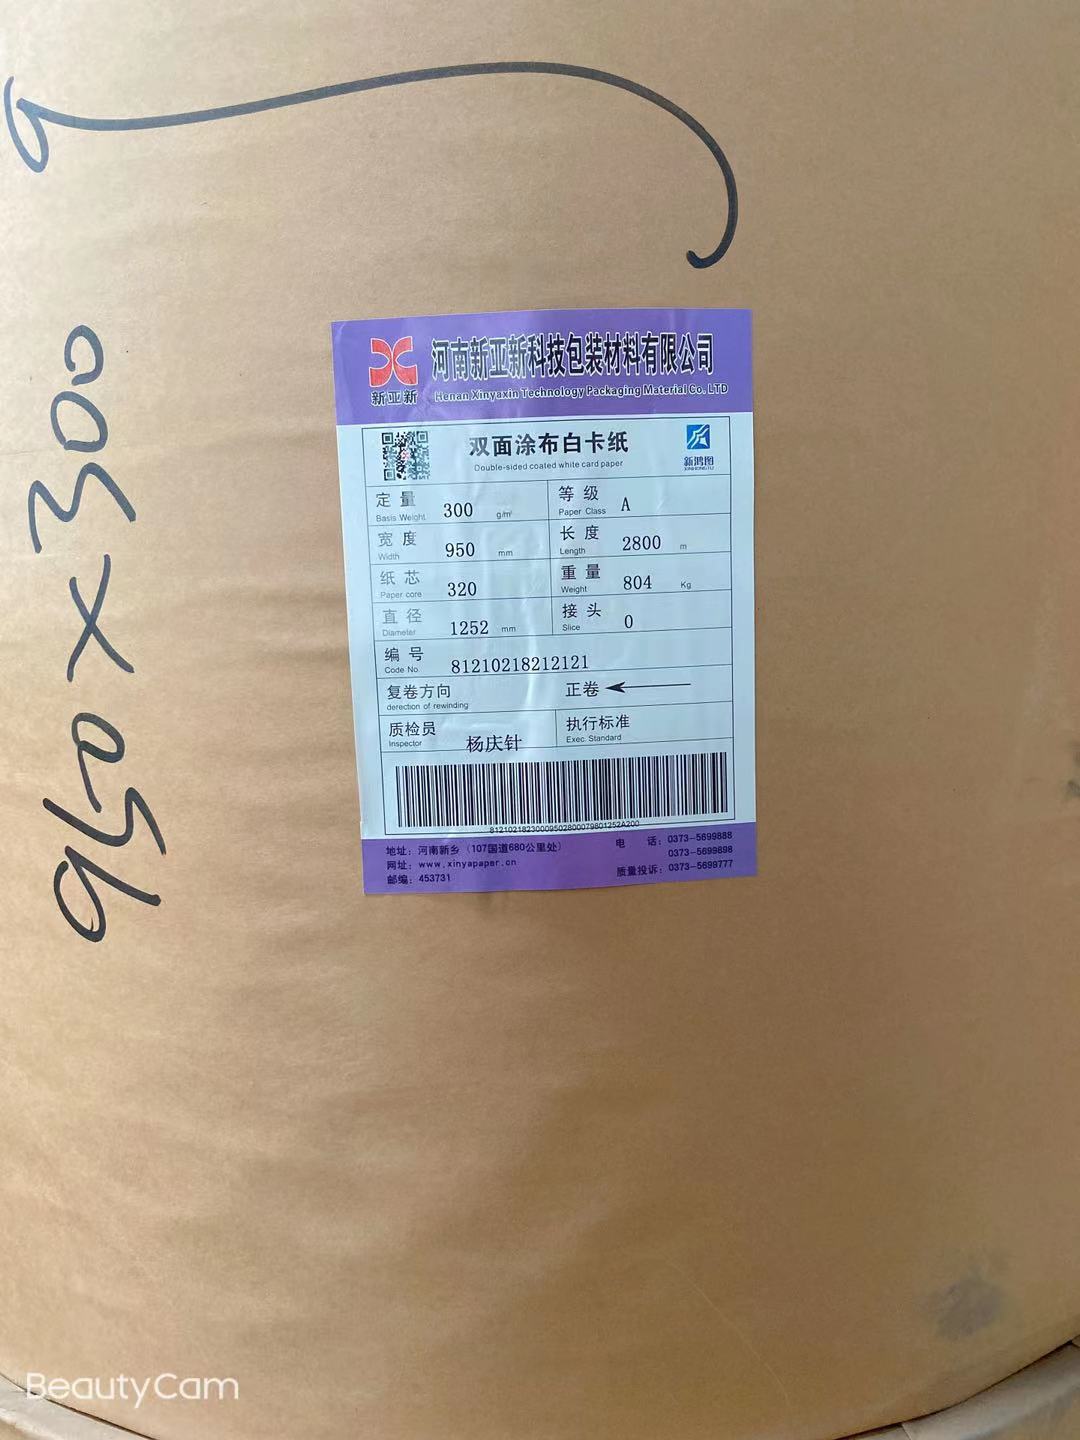 950 X 300
新亚新
河南新亚新科技包装材料有限公司
Henan Xinyaxin Technology Packaging Material Co. LTD
双面涂布白卡纸
Double-sided coated white card paper
新鸿图
XINHONGTU
定量 Basis Weight 300 g/m² 等级 Paper Class A
宽度 Width 950 mm 长度 Length 2800 m
纸芯 Paper core 320 重量 Weight 804 Kg
直径 Diameter 1252 mm 接头 Slice 0
编号 Code No. 81210218212121
复卷方向 derection of rewinding 正卷
质检员 Inspector 杨庆针 执行标准 Exec. Standard
地址：河南新乡（107国道680公里处） 电 话：0373-5699888
网址：www.xinyapaper.cn 0373-5699898
邮编：453731 质量投诉：0373-5699777
BeautyCam